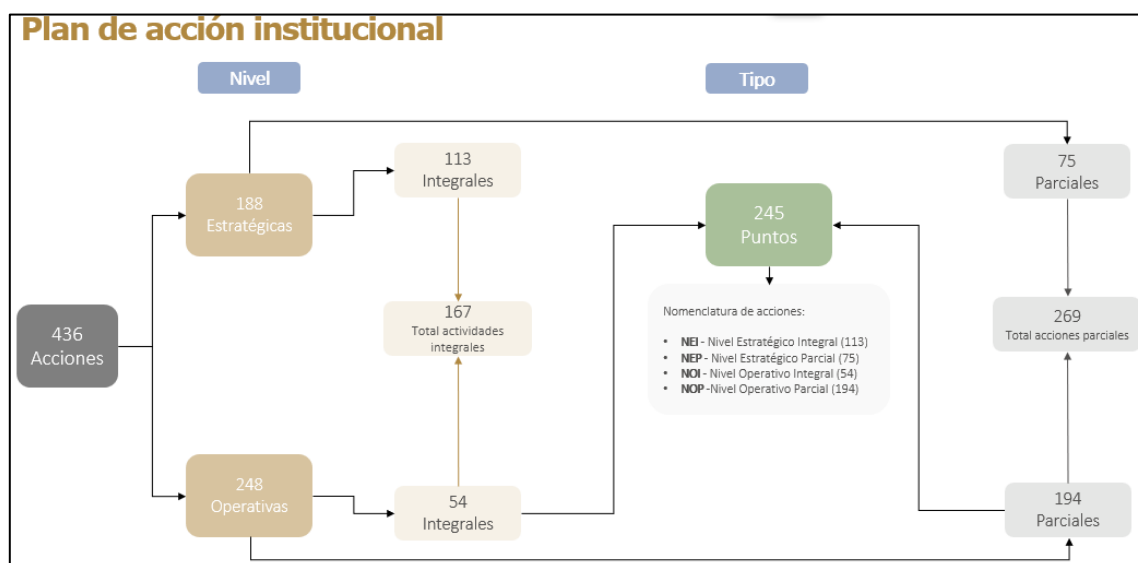 Plan de acción institucional
Nivel
Tipo
113
Integrales
75
Parciales
188
Estratégicas
245
Puntos
436
Acciones
167
Total actividades
integrales
Nomenclatura de acciones:
• NEI - Nivel Estratégico Integral (113)
• NEP - Nivel Estratégico Parcial (75)
• NOI - Nivel Operativo Integral (54)
• NOP -Nivel Operativo Parcial (194)
269
Total acciones parciales
248
Operativas
54
Integrales
194
Parciales